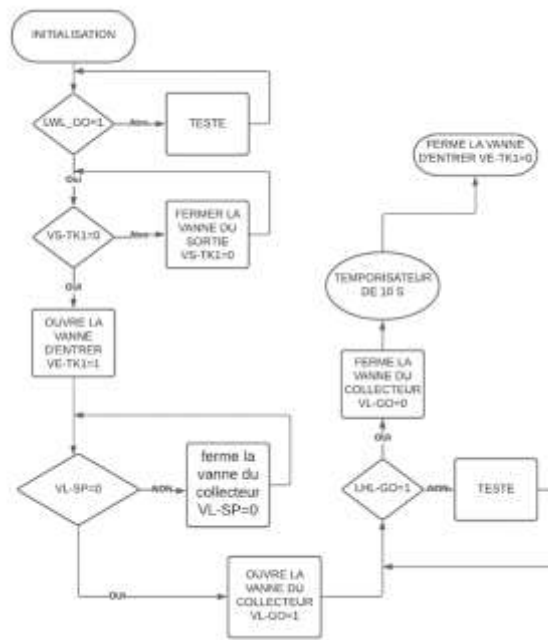 INITIALISATION
LWL_GO=1
Non
TESTE
OUI
VS-TK1=0
Non
FERMER LA
VANNE DU
SORTIE
VS-TK1=0
OUI
OUVRE LA
VANNE
D'ENTRER
VE-TK1=1
VL-SP=0
NON
ferme la
vanne du
collecteur
VL-SP=0
OUI
OUVRE LA
VANNE DU
COLLECTEUR
VL-GO=1
LHL-GO=1
NON
TESTE
OUI
FERME LA
VANNE DU
COLLECTEUR
VL-GO=0
TEMPORISATEUR
DE 10 S
FERME LA VANNE
D'ENTRER VE-TK1=0